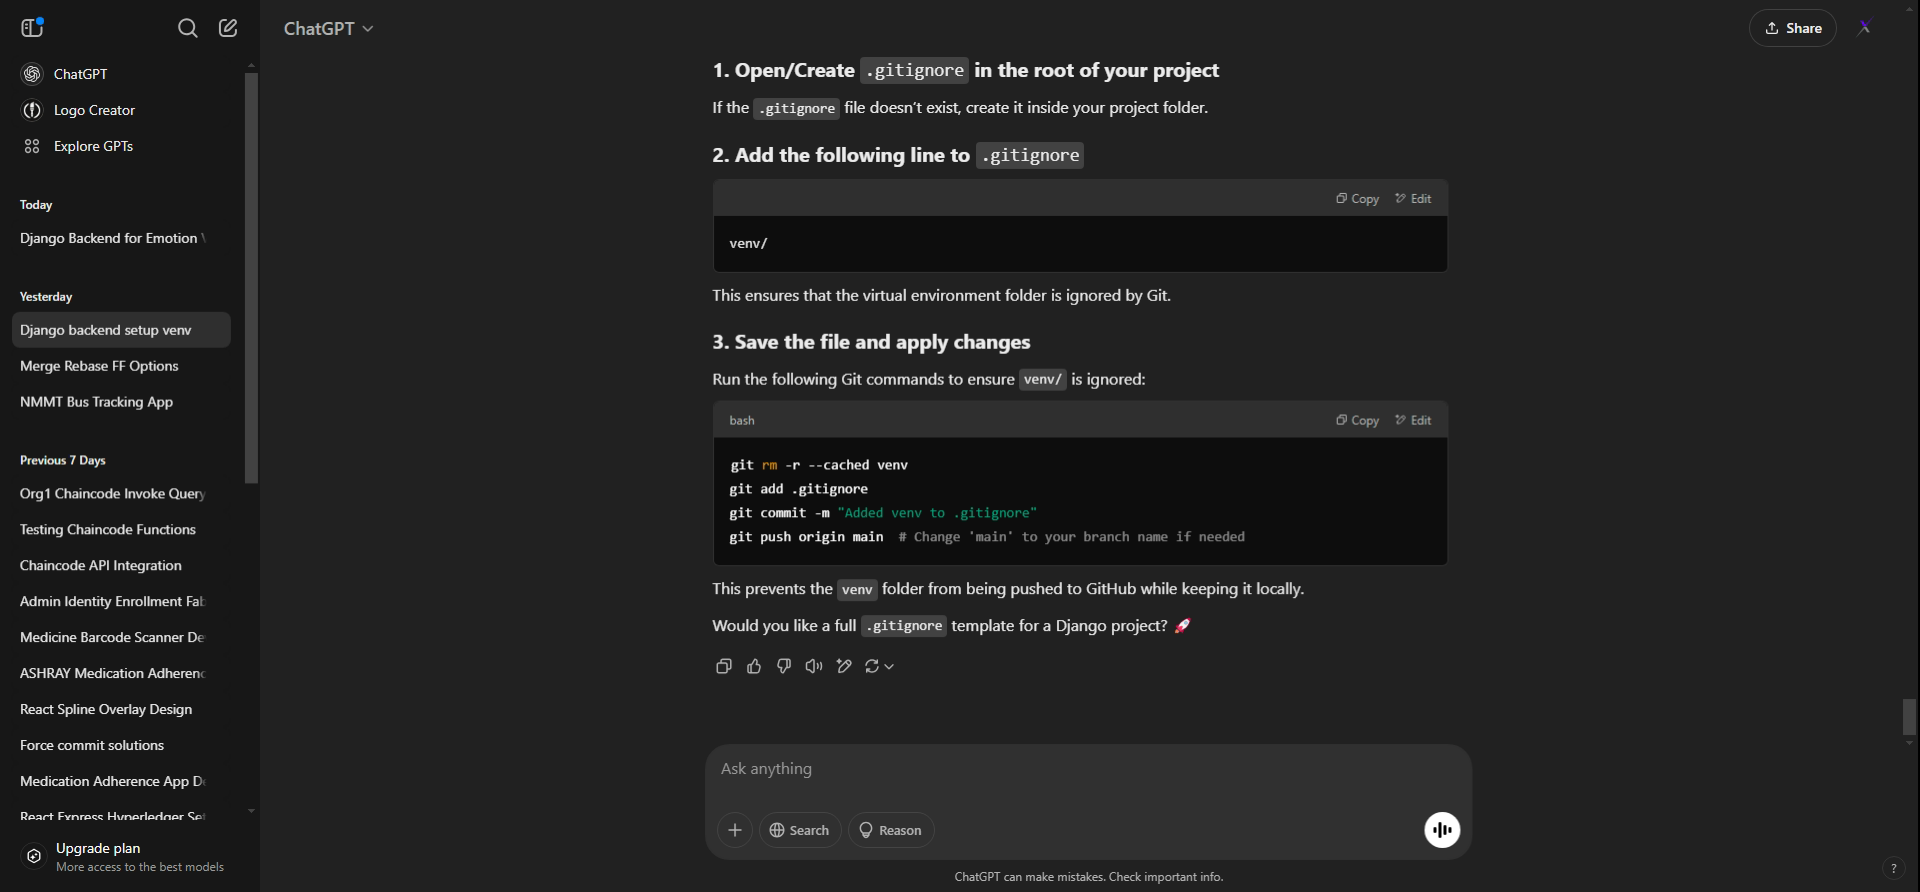 ChatGPT
Logo Creator
Explore GPTs
Today
Django Backend for Emotion
Yesterday
Django backend setup venv
Merge Rebase FF Options
NMMT Bus Tracking App
Previous 7 Days
Org1 Chaincode Invoke Query
Testing Chaincode Functions
Chaincode API Integration
Admin Identity Enrollment Fab
Medicine Barcode Scanner De
ASHRAY Medication Adherenc
React Spline Overlay Design
Force commit solutions
Medication Adherence App De
React Express Hyperledger Set
Upgrade plan
More access to the best models
ChatGPT
Share
1. Open/Create .gitignore in the root of your project
If the .gitignore file doesn't exist, create it inside your project folder.
2. Add the following line to .gitignore
Copy Edit
venv/
This ensures that the virtual environment folder is ignored by Git.
3. Save the file and apply changes
Run the following Git commands to ensure venv/ is ignored:
bash Copy Edit
git rm -r --cached venv
git add .gitignore
git commit -m "Added venv to .gitignore"
git push origin main # Change 'main' to your branch name if needed
This prevents the venv folder from being pushed to GitHub while keeping it locally.
Would you like a full .gitignore template for a Django project? 🚀
Ask anything
Search Reason
ChatGPT can make mistakes. Check important info.
?